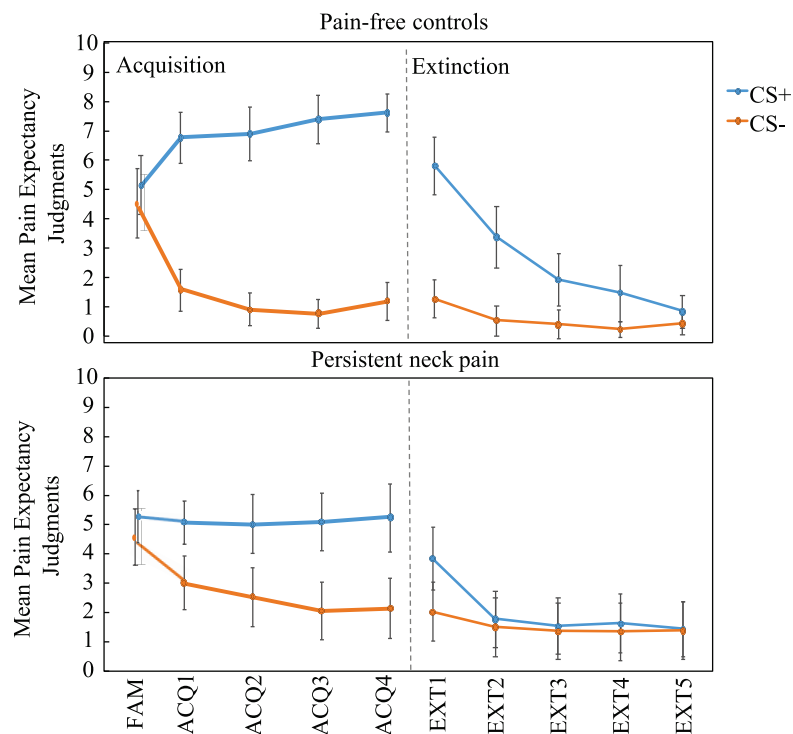 Pain-free controls
Acquisition
Extinction
CS+
CS-
Mean Pain Expectancy
Judgments
10
9
8
7
6
5
4
3
2
1
0
Persistent neck pain
Mean Pain Expectancy
Judgments
10
9
8
7
6
5
4
3
2
1
0
FAM
ACQ1
ACQ2
ACQ3
ACQ4
EXT1
EXT2
EXT3
EXT4
EXT5